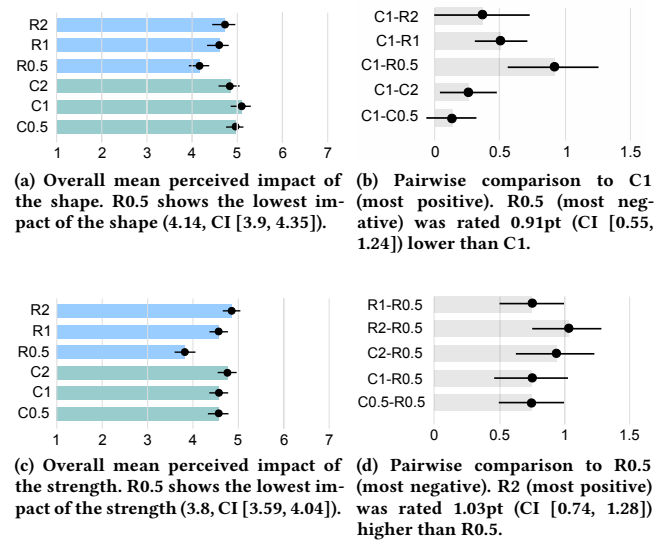 R2
R1
R0.5
C2
C1
C0.5
1 2 3 4 5 6 7
(a) Overall mean perceived impact of
the shape. R0.5 shows the lowest im-
pact of the shape (4.14, CI [3.9, 4.35]).
C1-R2
C1-R1
C1-R0.5
C1-C2
C1-C0.5
0 0.5 1 1.5
(b) Pairwise comparison to C1
(most positive). R0.5 (most neg-
ative) was rated 0.91pt (CI [0.55,
1.24]) lower than C1.
R2
R1
R0.5
C2
C1
C0.5
1 2 3 4 5 6 7
(c) Overall mean perceived impact of
the strength. R0.5 shows the lowest im-
pact of the strength (3.8, CI [3.59, 4.04]).
R1-R0.5
R2-R0.5
C2-R0.5
C1-R0.5
C0.5-R0.5
0 0.5 1 1.5
(d) Pairwise comparison to R0.5
(most negative). R2 (most positive)
was rated 1.03pt (CI [0.74, 1.28])
higher than R0.5.